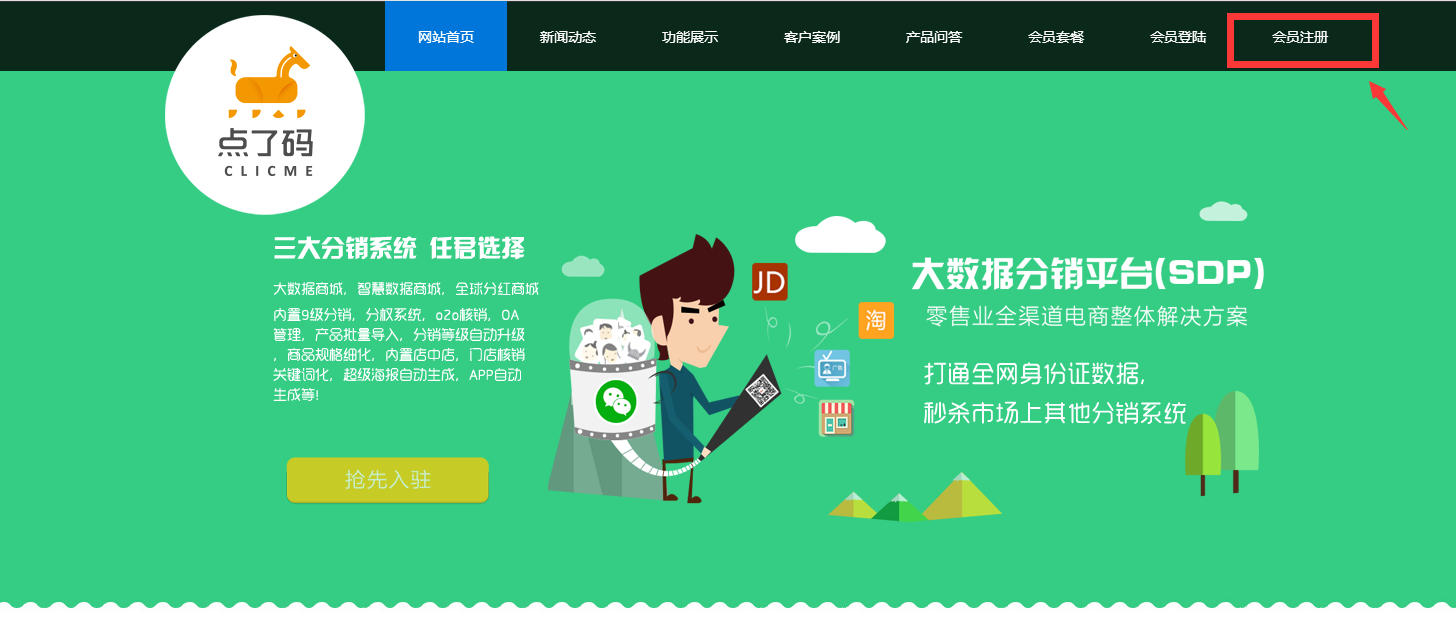 网站首页
新闻动态
功能展示
客户案例
产品问答
会员套餐
会员登陆
会员注册
点了码
CLICME
三大分销系统 任君选择
大数据商城，智慧数据商城，全球分红商城
内置9级分销，分权系统，o2o核销，OA
管理，产品批量导入，分销等级自动升级
，商品规格细化，内置店中店，门店核销
关键词化，超级海报自动生成，APP自动
生成等！
抢先入驻
JD
淘
广告
大数据分销平台(SDP)
零售业全渠道电商整体解决方案
打通全网身份证数据，
秒杀市场上其他分销系统